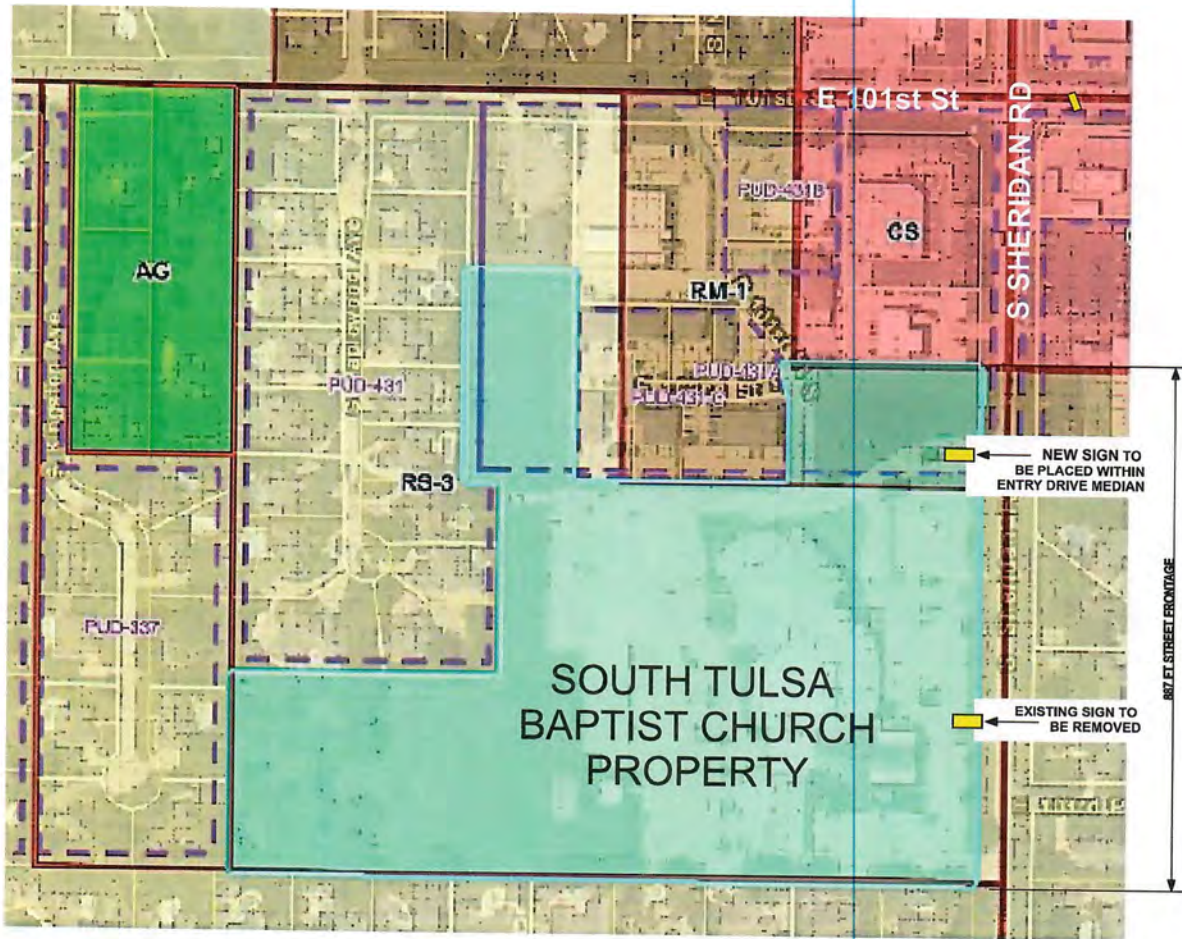 E 101st St
S SHERIDAN RD
PUD-431B
CS
AG
RM-1
PUD-431
PUD-431A
PUD-431-C
RS-3
NEW SIGN TO
BE PLACED WITHIN
ENTRY DRIVE MEDIAN
887 FT STREET FRONTAGE
PUD-337
SOUTH TULSA
BAPTIST CHURCH
PROPERTY
EXISTING SIGN TO
BE REMOVED